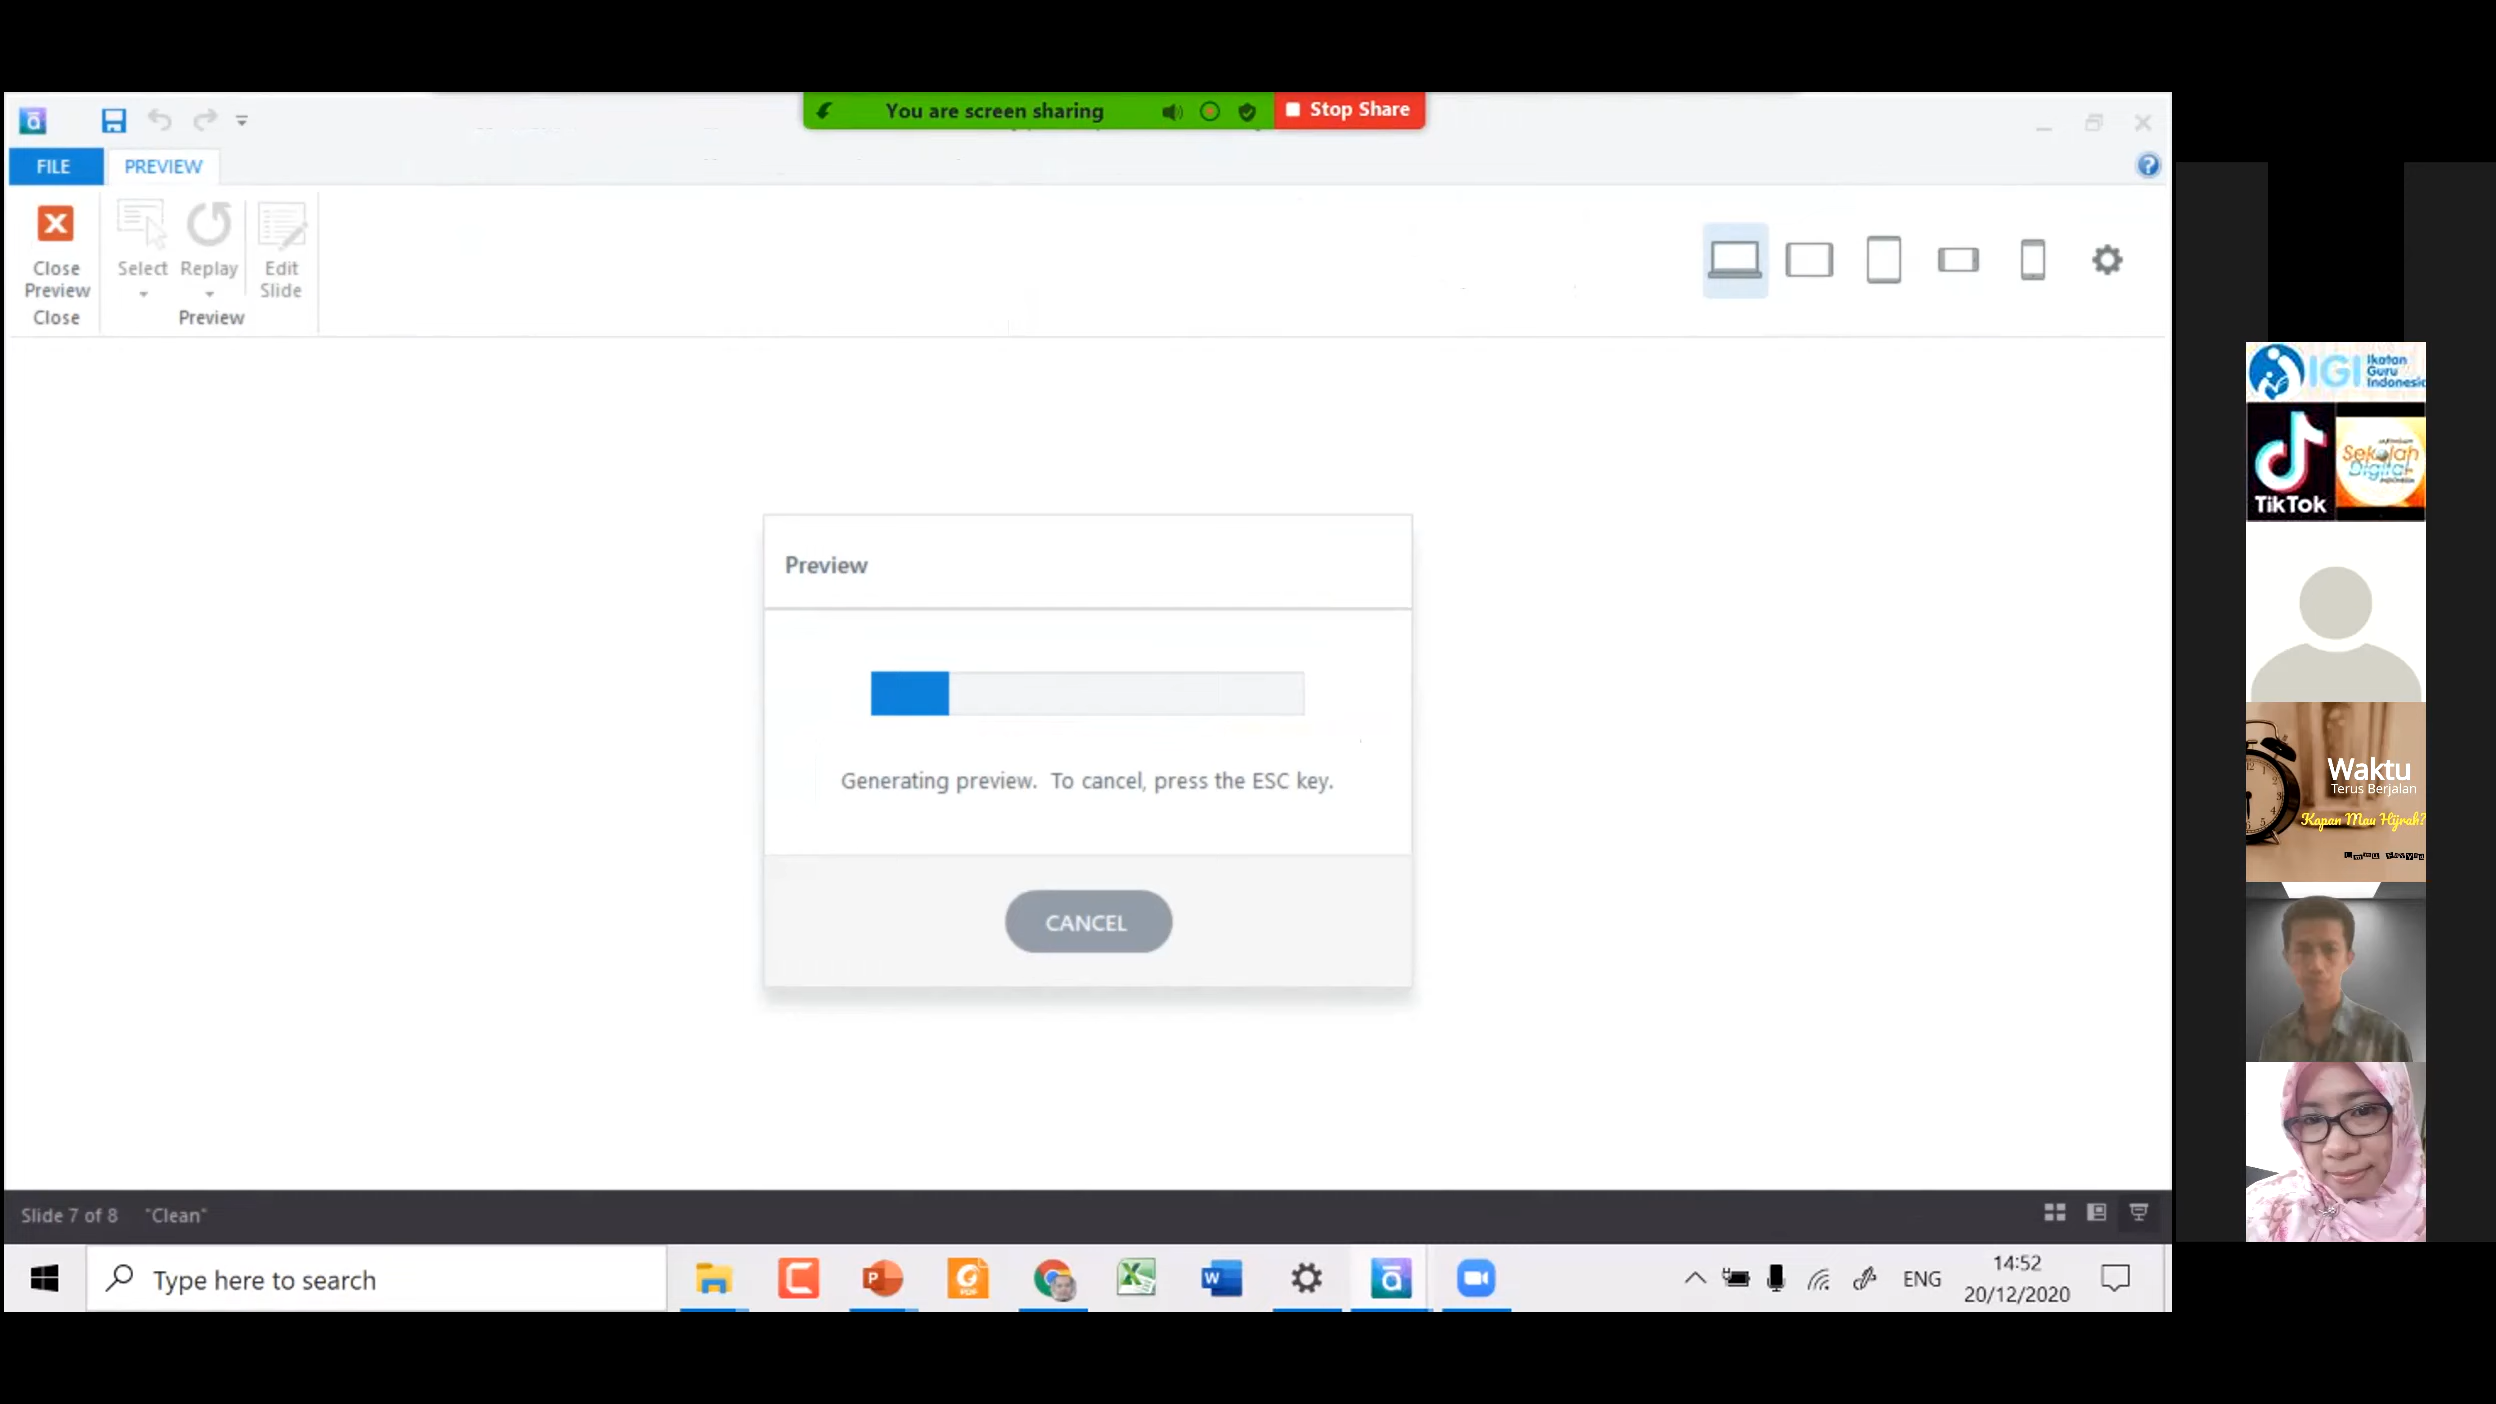 You are screen sharing
Stop Share
FILE
PREVIEW
Close Preview
Select
Replay
Edit Slide
Close
Preview
Preview
Generating preview. To cancel, press the ESC key.
CANCEL
Slide 7 of 8 "Clean"
Type here to search
ENG
14:52
20/12/2020
IGI
Ikatan
Guru
Indonesia
TikTok
Sekolah
Digital
Waktu
Terus Berjalan
Kapan Mau Hijrah?